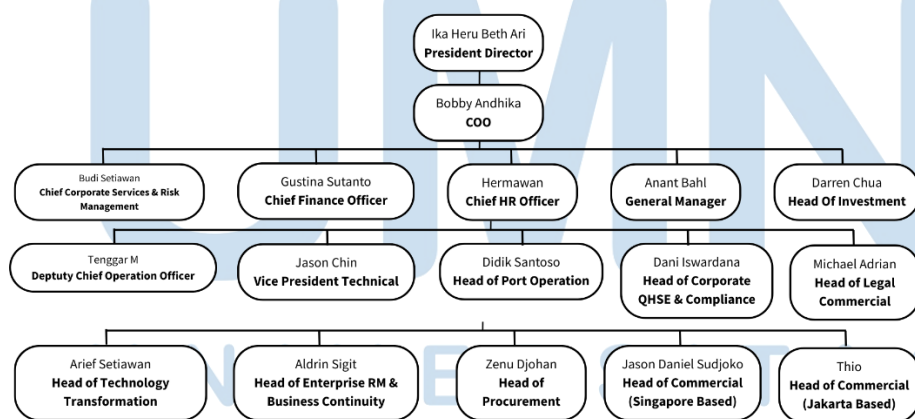 Ika Heru Beth Ari
President Director
Bobby Andhika
COO
Budi Setiawan
Chief Corporate Services & Risk
Management
Gustina Sutanto
Chief Finance Officer
Hermawan
Chief HR Officer
Anant Bahl
General Manager
Darren Chua
Head Of Investment
Tenggar M
Deptuty Chief Operation Officer
Jason Chin
Vice President Technical
Didik Santoso
Head of Port Operation
Dani Iswardana
Head of Corporate
QHSE & Compliance
Michael Adrian
Head of Legal
Commercial
Arief Setiawan
Head of Technology
Transformation
Aldrin Sigit
Head of Enterprise RM &
Business Continuity
Zenu Djohan
Head of
Procurement
Jason Daniel Sudjoko
Head of Commercial
(Singapore Based)
Thio
Head of Commercial
(Jakarta Based)
UMN